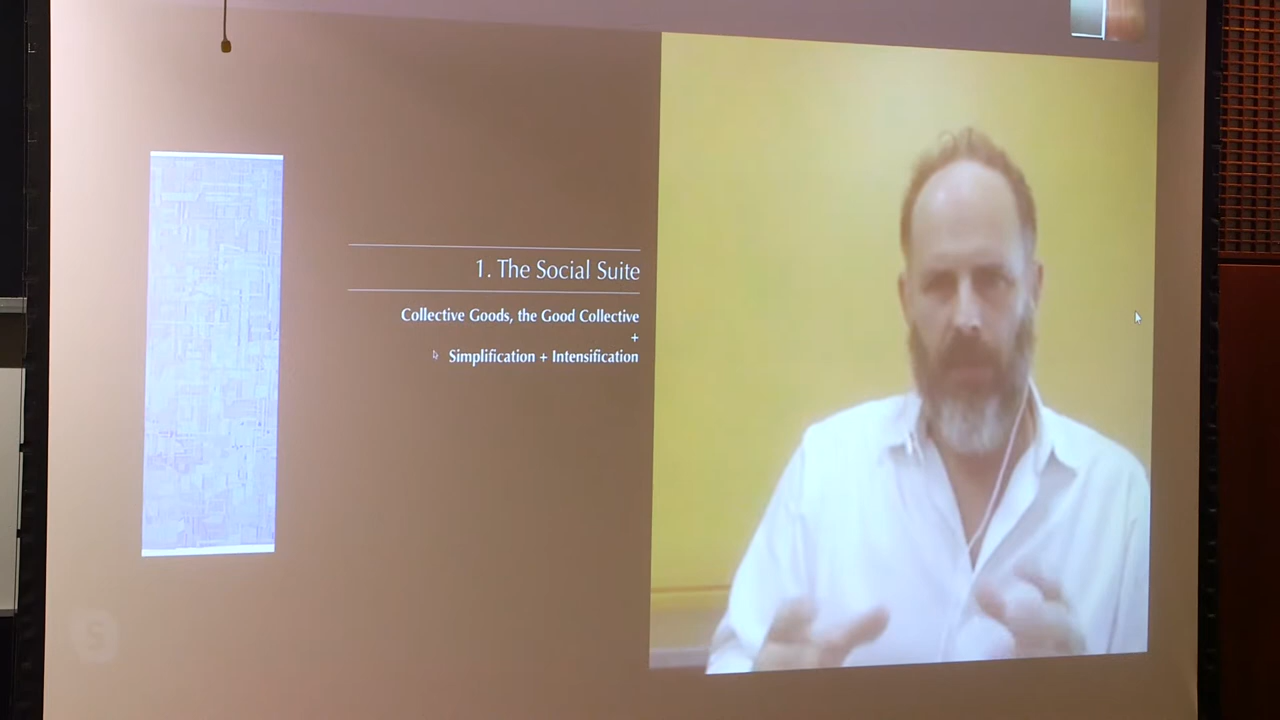 1. The Social Suite
Collective Goods, the Good Collective
+
Simplification + Intensification